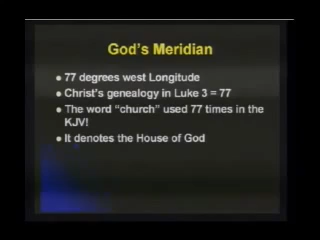 God's Meridian
• 77 degrees west Longitude
• Christ's genealogy in Luke 3 = 77
• The word "church" used 77 times in the
KJV!
• It denotes the House of God